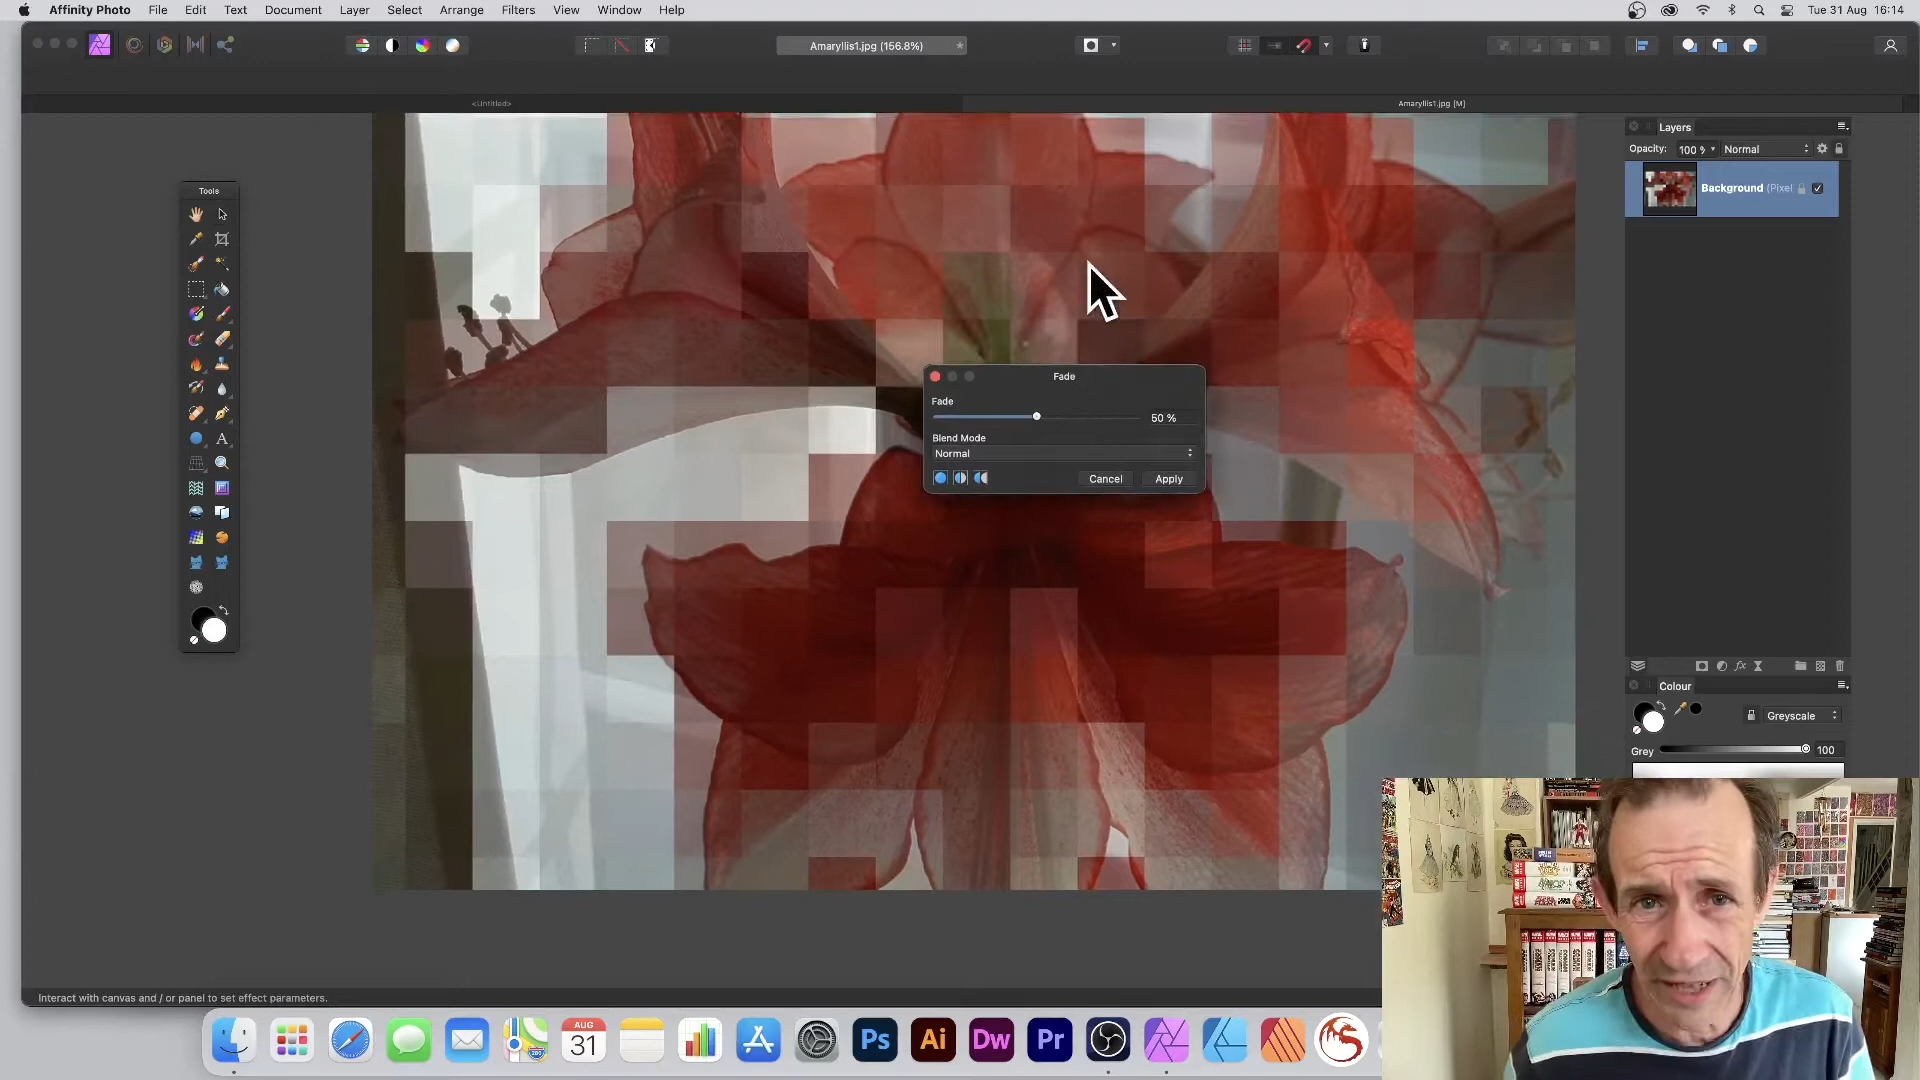 Affinity Photo File Edit Text Document Layer Select Arrange Filters View Window Help Tue 31 Aug 16:14
Amaryllis1.jpg (156.8%)
<Untitled>
Amaryllis1.jpg [M]
Tools
Layers
Opacity: 100 % Normal
Background (Pixel
Fade
Fade
50 %
Blend Mode
Normal
Cancel Apply
Colour
Greyscale
Grey 100
Interact with canvas and / or panel to set effect parameters.
AUG
31
280
Ps Ai Dw Pr